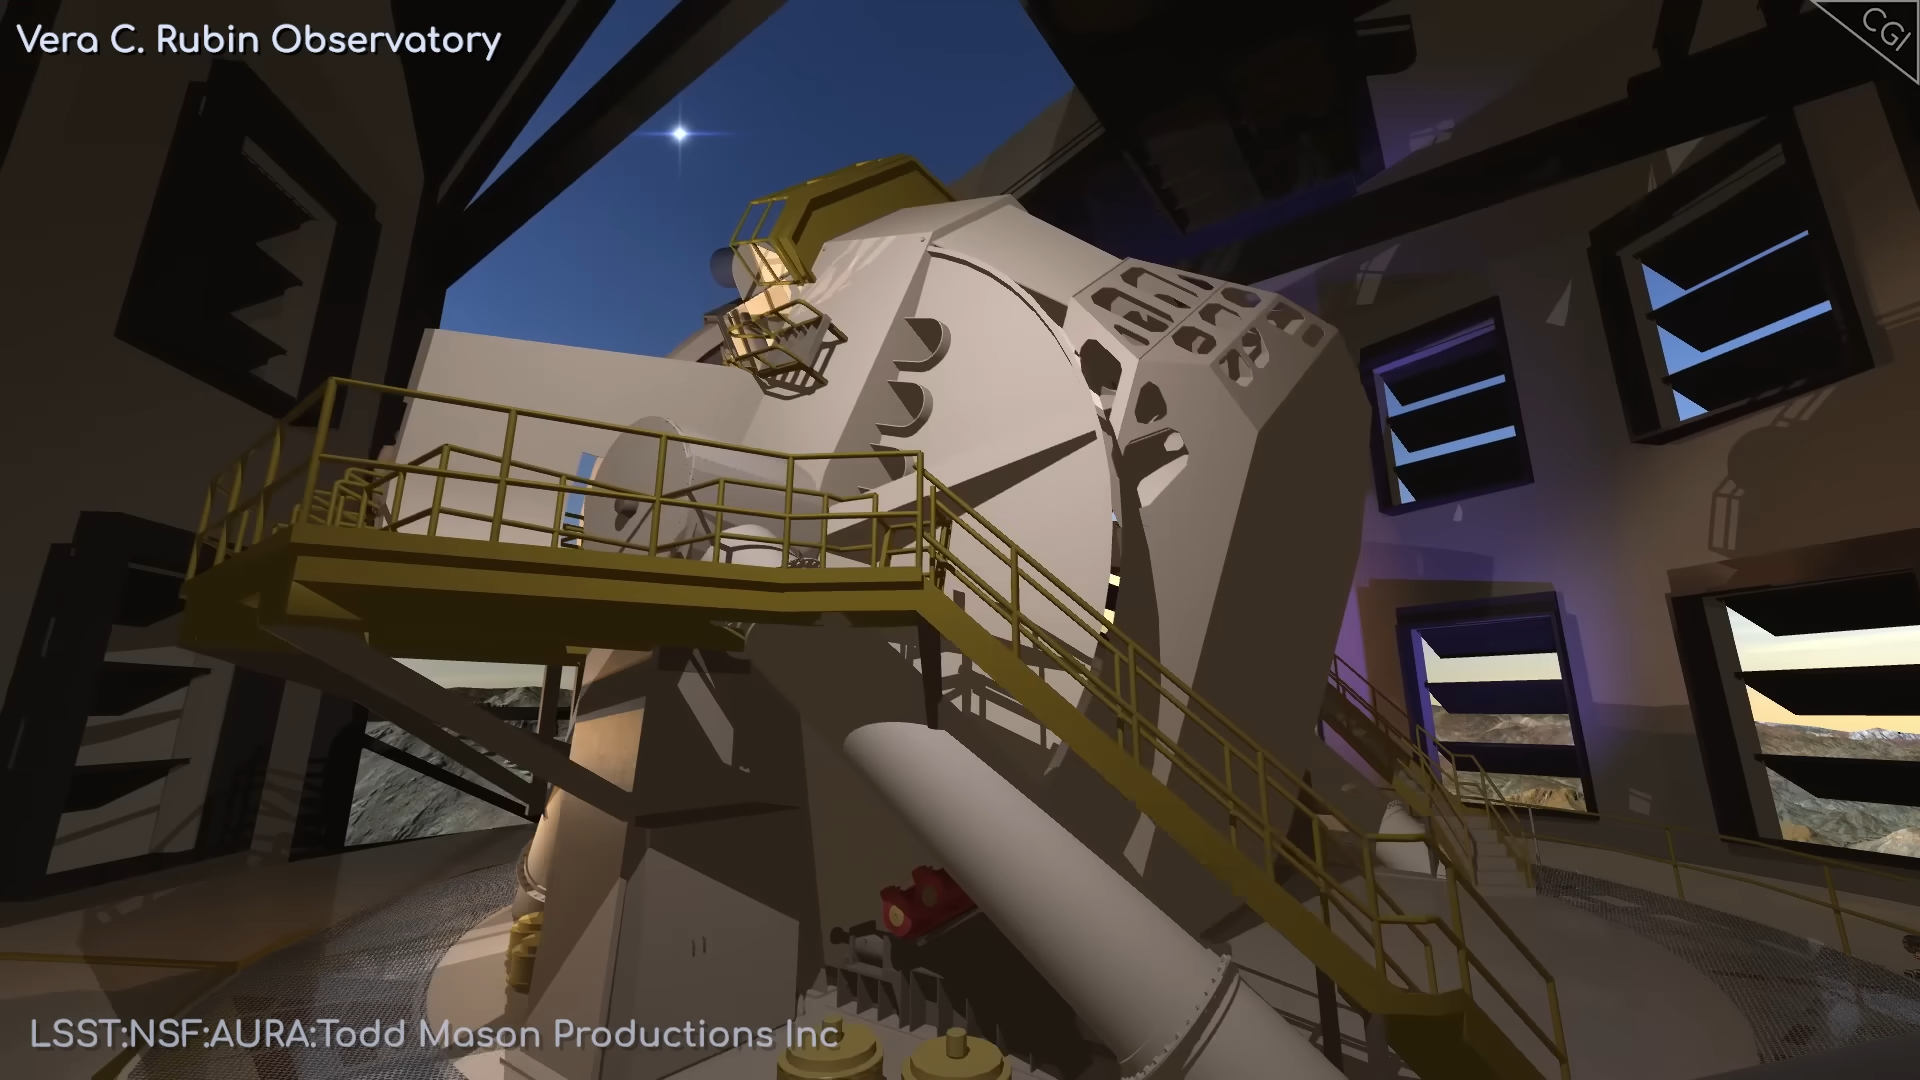 Vera C. Rubin Observatory
CGI
LSST:NSF:AURA:Todd Mason Productions Inc